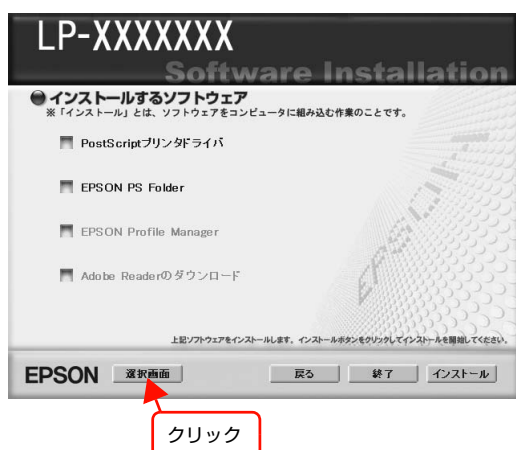 LP-XXXXXXX
Software Installation
インストールするソフトウェア
※「インストール」とは、ソフトウェアをコンピュータに組み込む作業のことです。
PostScriptプリンタドライバ
EPSON PS Folder
EPSON Profile Manager
Adobe Readerのダウンロード
EPSON
上記ソフトウェアをインストールします。インストールボタンをクリックしてインストールを開始してください。
EPSON 選択画面 戻る 終了 インストール
クリック